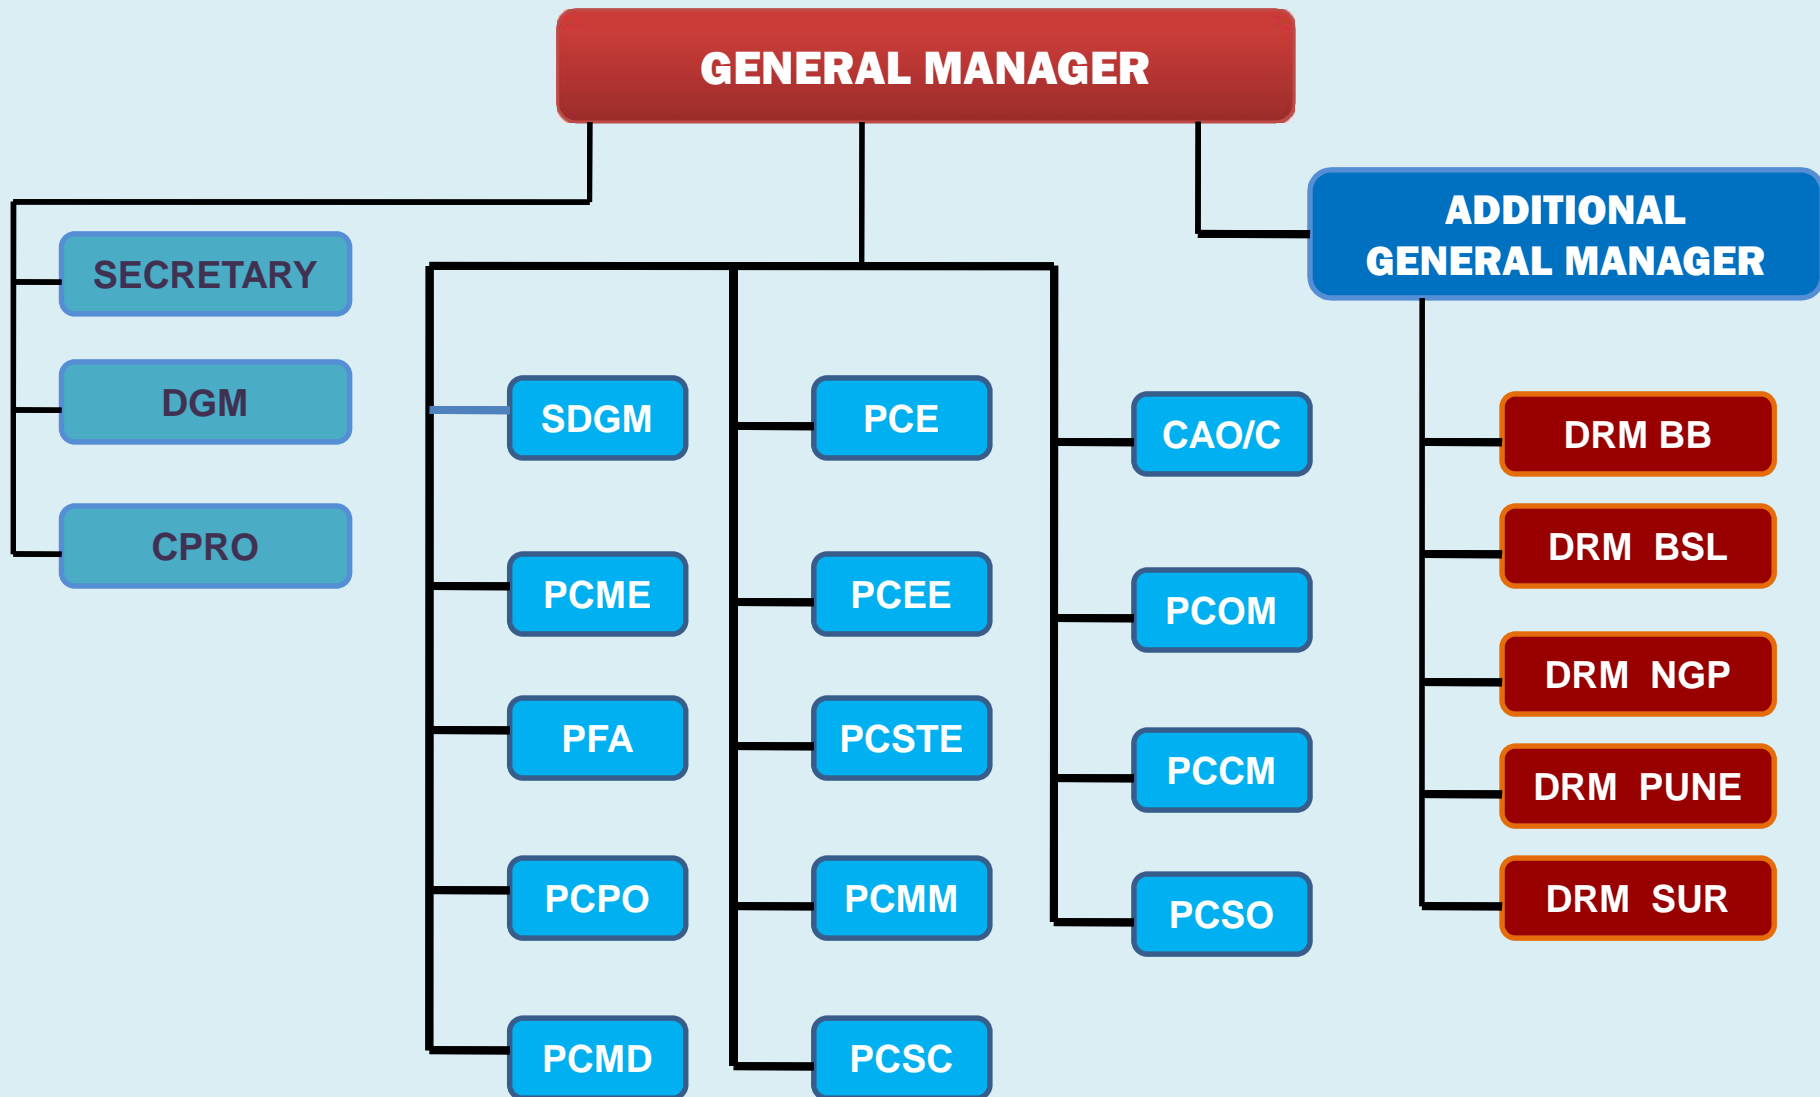 GENERAL MANAGER
ADDITIONAL
GENERAL MANAGER
SECRETARY
DGM
CPRO
SDGM
PCME
PFA
PCPO
PCMD
PCE
PCEE
PCSTE
PCMM
PCSC
CAO/C
PCOM
PCCM
PCSO
DRM BB
DRM BSL
DRM NGP
DRM PUNE
DRM SUR